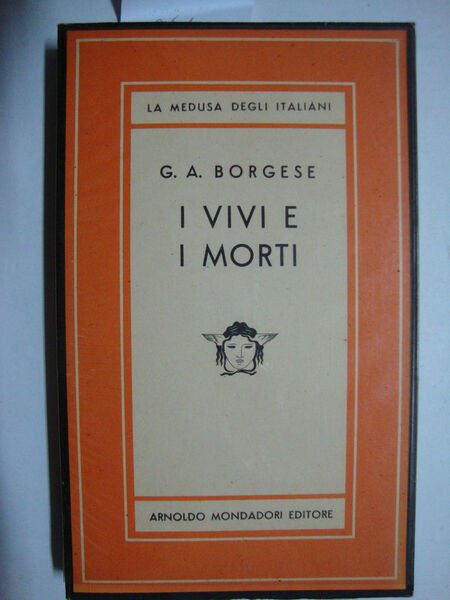 LA MEDUSA DEGLI ITALIANI
G. A. BORGESE
I VIVI E
I MORTI
ARNOLDO MONDADORI EDITORE